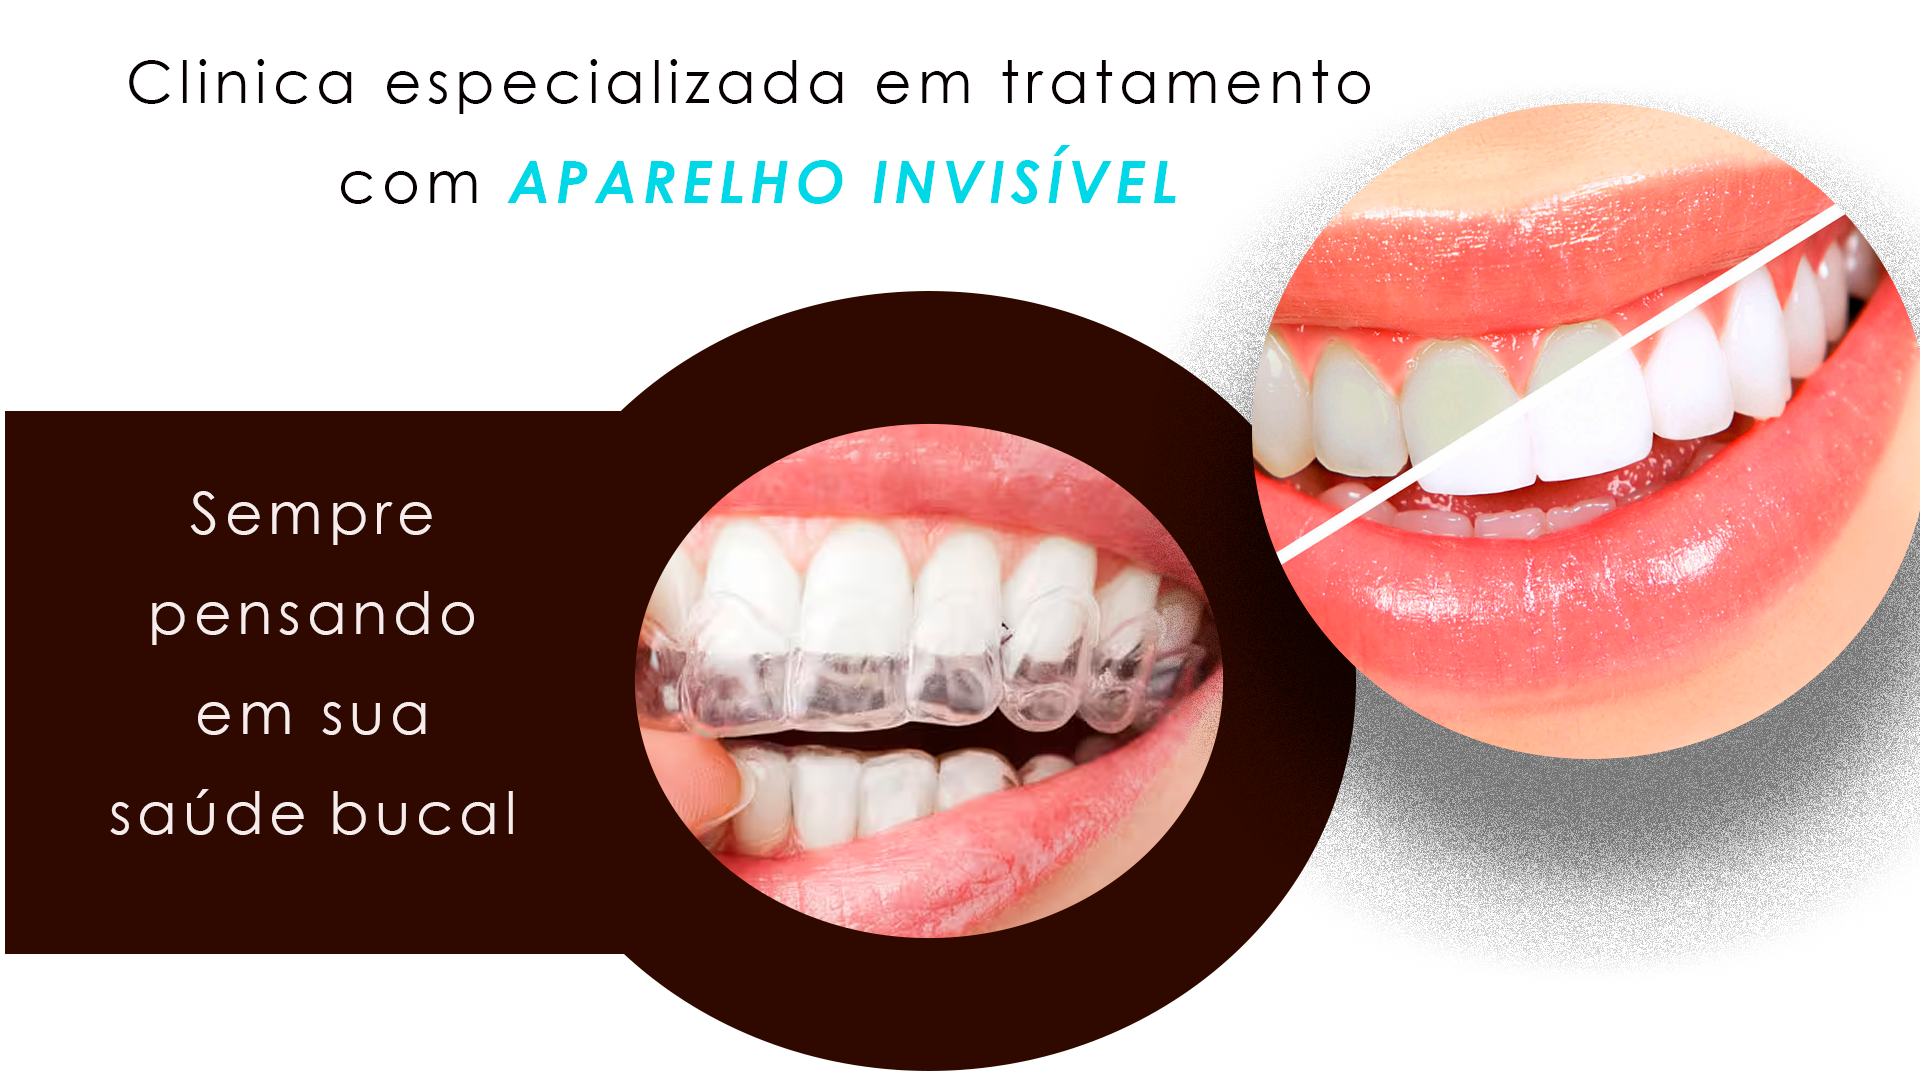 Clinica especializada em tratamento
com APARELHO INVISÍVEL
Sempre
pensando
em sua
saúde bucal